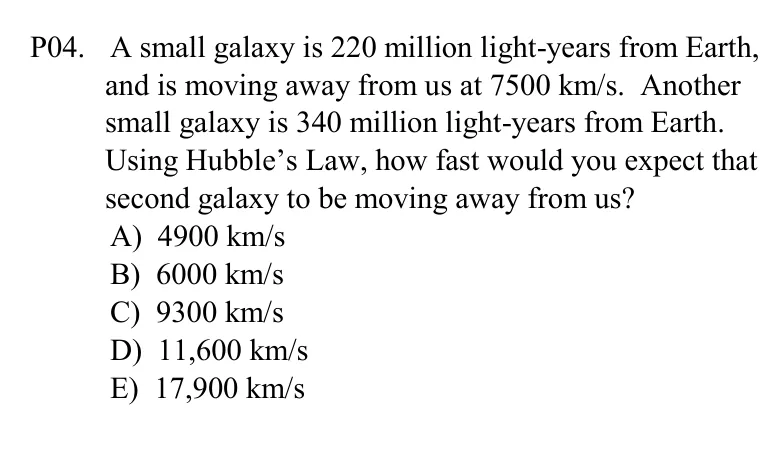 P04. A small galaxy is 220 million light-years from Earth,
and is moving away from us at 7500 km/s. Another
small galaxy is 340 million light-years from Earth.
Using Hubble’s Law, how fast would you expect that
second galaxy to be moving away from us?
A) 4900 km/s
B) 6000 km/s
C) 9300 km/s
D) 11,600 km/s
E) 17,900 km/s